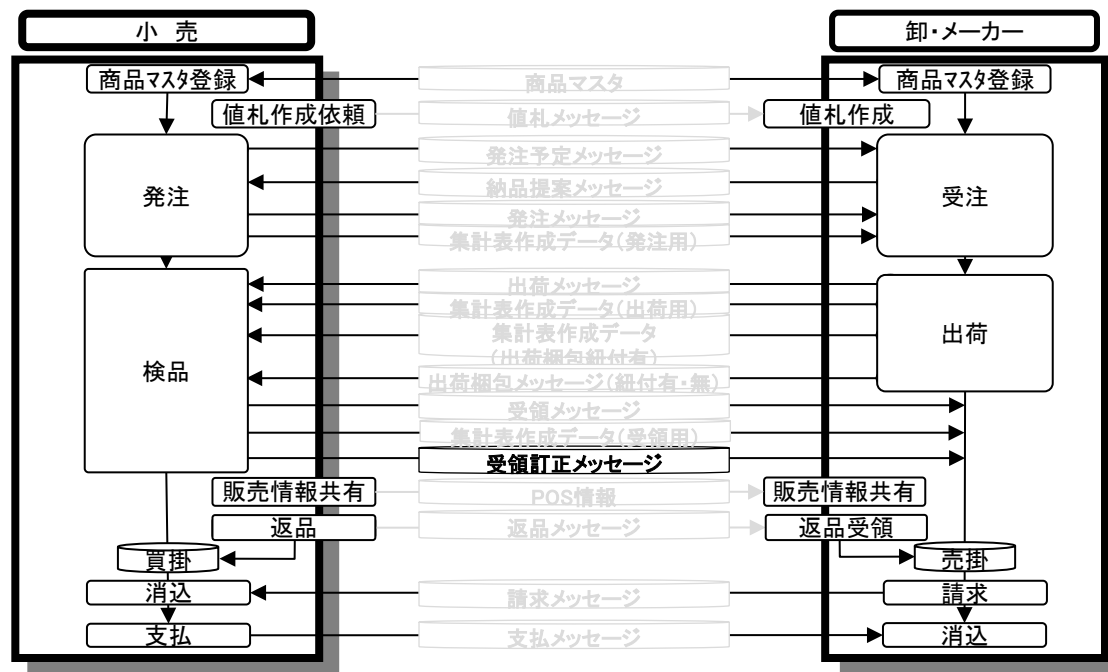 小 売
卸・メーカー
商品マスタ登録
商品マスタ
商品マスタ登録
値札作成依頼
値札メッセージ
値札作成
発注予定メッセージ
発注
納品提案メッセージ
受注
発注メッセージ
集計表作成データ(発注用)
出荷メッセージ
集計表作成データ(出荷用)
集計表作成データ
(出荷梱包紐付有)
出荷
検品
出荷梱包メッセージ(紐付有・無)
受領メッセージ
集計表作成データ(受領用)
受領訂正メッセージ
販売情報共有
POS情報
販売情報共有
返品
返品メッセージ
返品受領
買掛
売掛
消込
請求メッセージ
請求
支払
支払メッセージ
消込